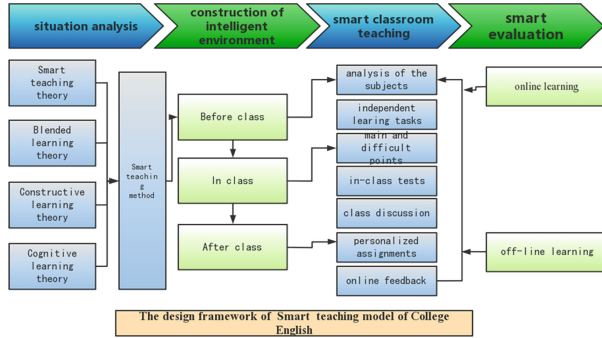 situation analysis
construction of
intelligent
environment
smart classroom
teaching
smart
evaluation
Smart
teaching
theory
Blended
learning
theory
Constructive
learning
theory
Cognitive
learning
theory
Smart
teachin
g
method
Before class
In class
After class
analysis of the
subjects
independent
learing tasks
main and
difficult
points
in-class tests
class discussion
personalized
assignments
online feedback
online learning
off-line learning
The design framework of Smart teaching model of College
English